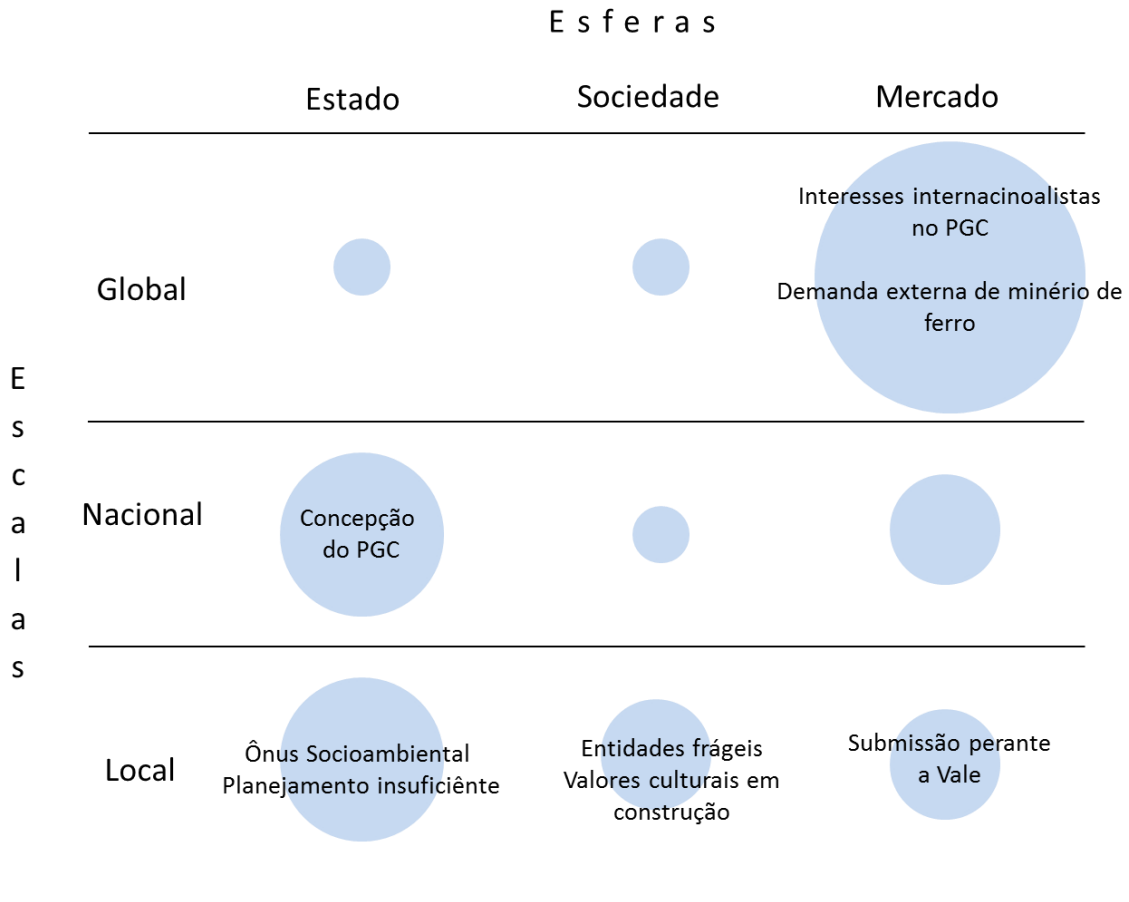 E s f e r a s
Estado Sociedade Mercado
Interesses internacinoalistas
no PGC
Demanda externa de minério de
ferro
Global
E
s
c
a
l
a
s
Nacional
Concepção
do PGC
Local
Ônus Socioambiental
Planejamento insuficiênte
Entidades frágeis
Valores culturais em
construção
Submissão perante
a Vale